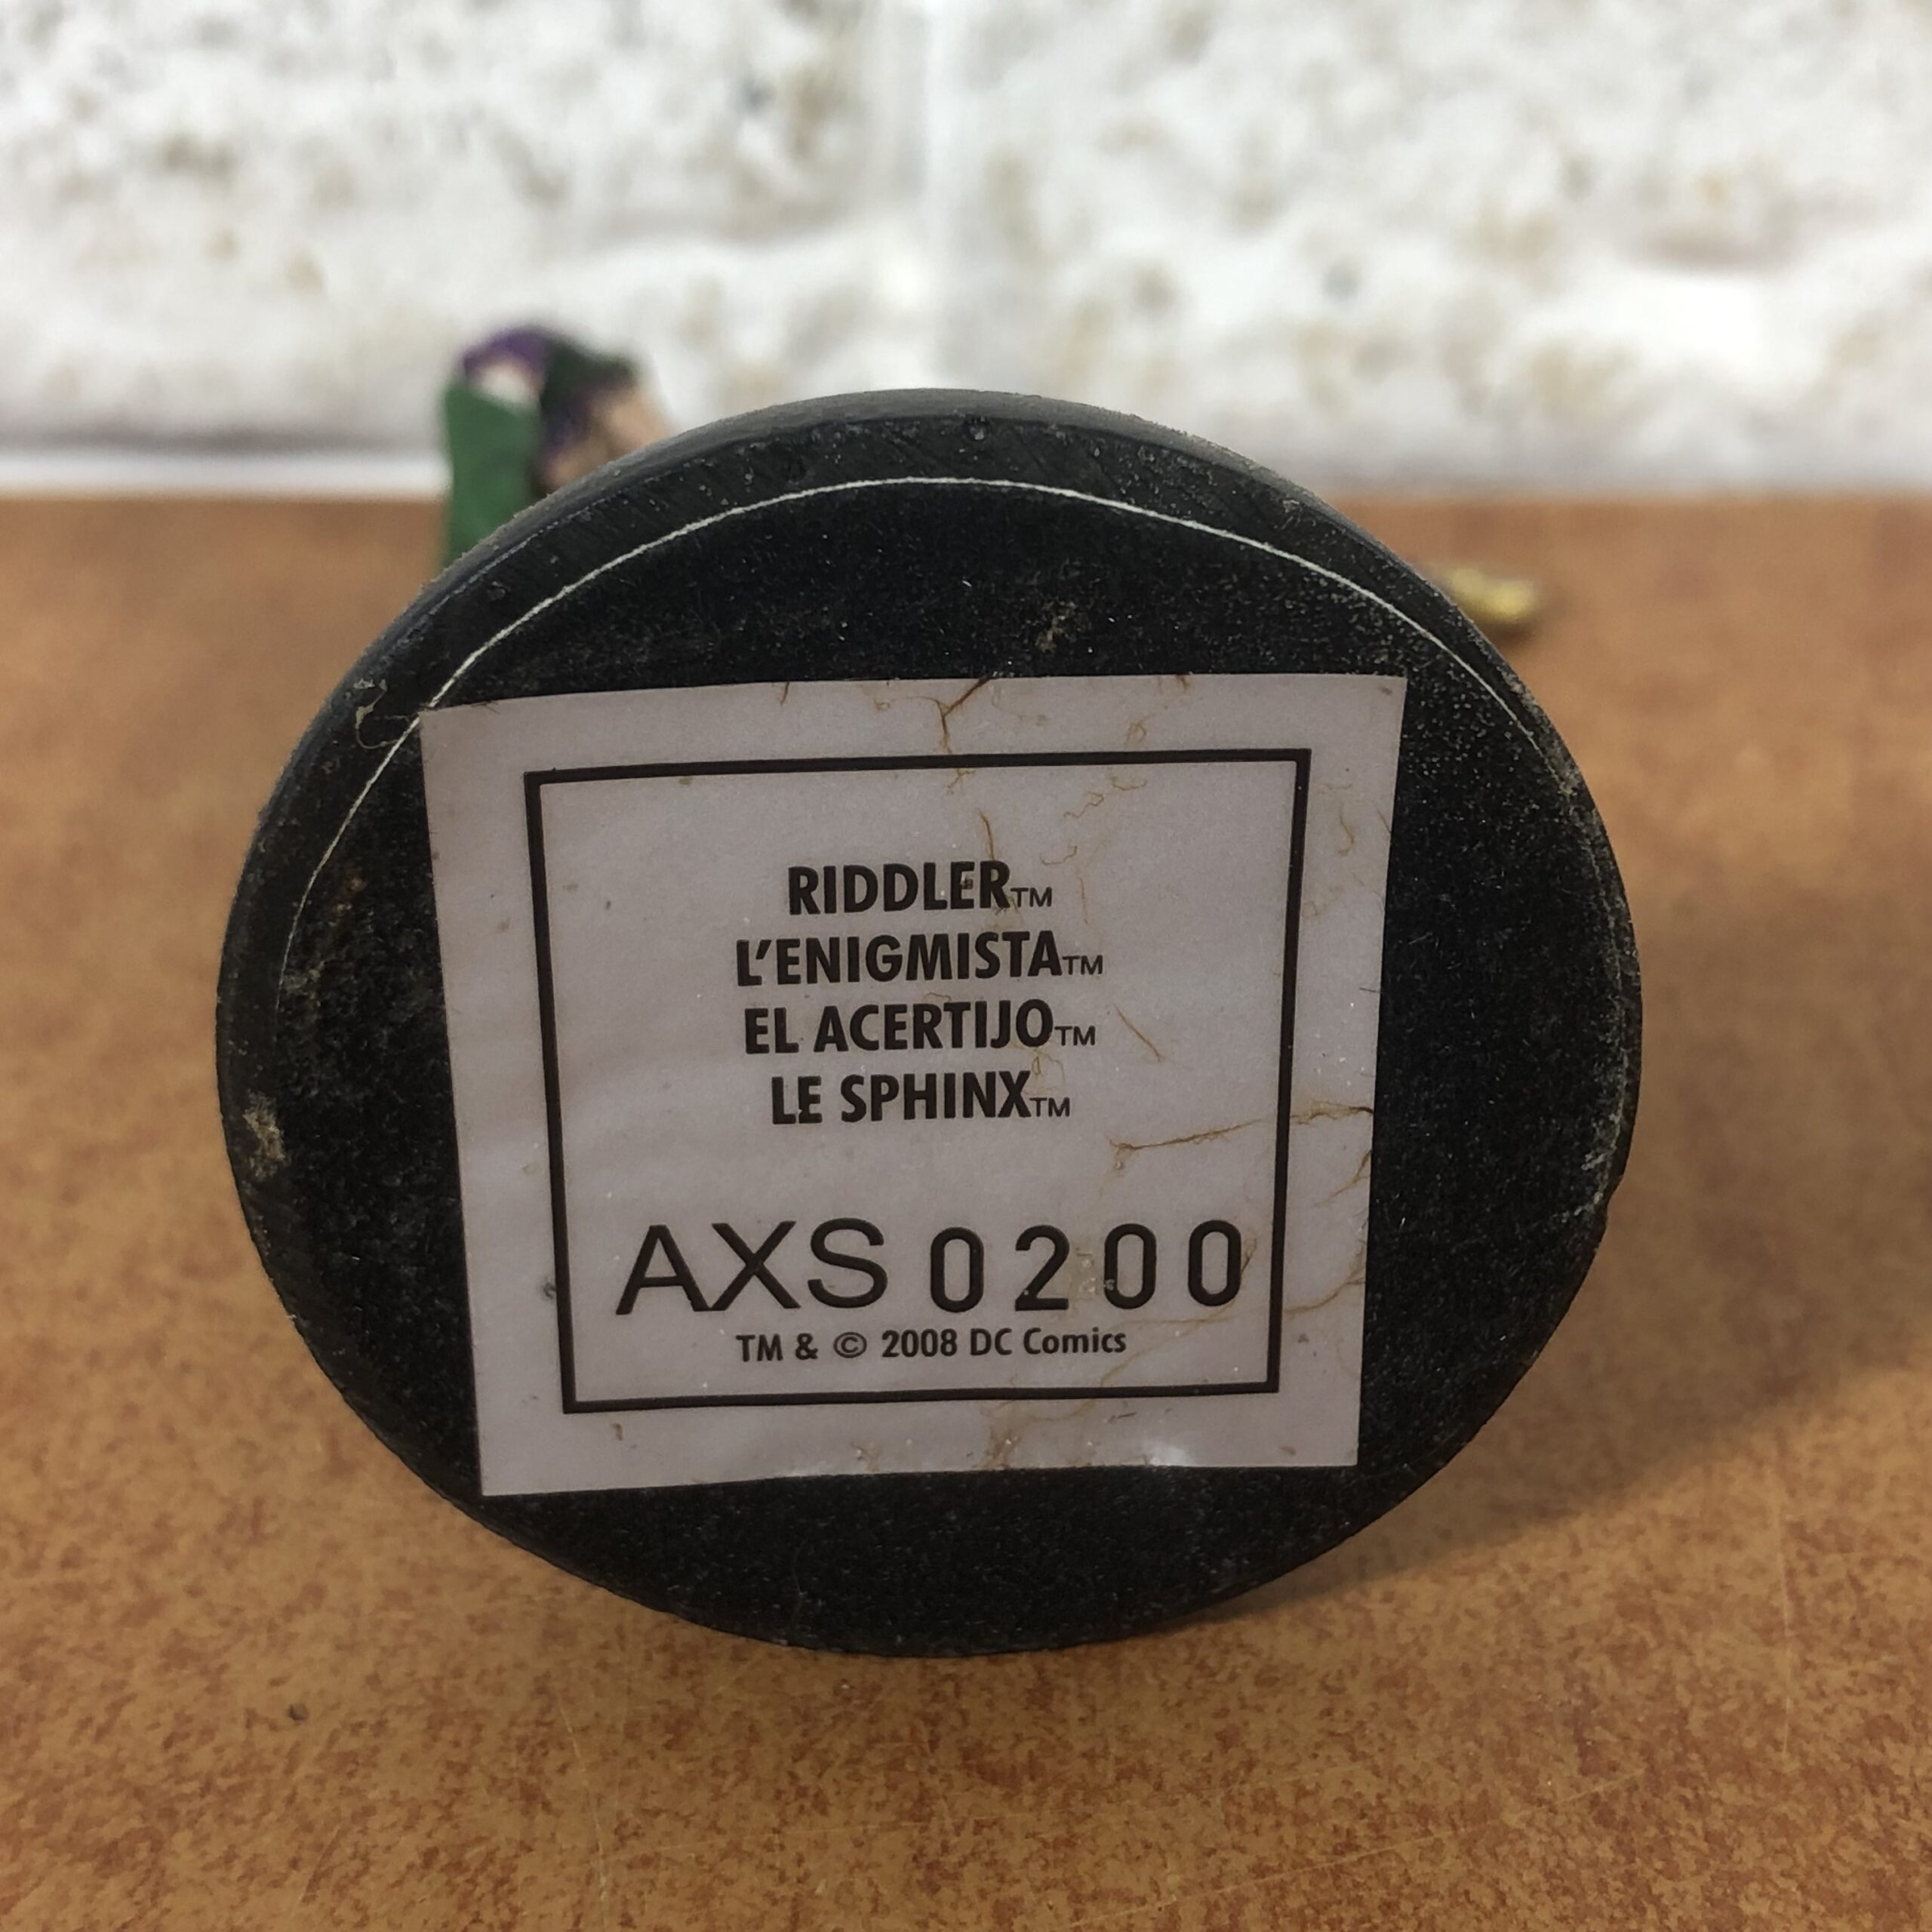 RIDDLER™
L'ENIGMISTA™
EL ACERTIJO™
LE SPHINX™
AXS 0200
TM & © 2008 DC Comics